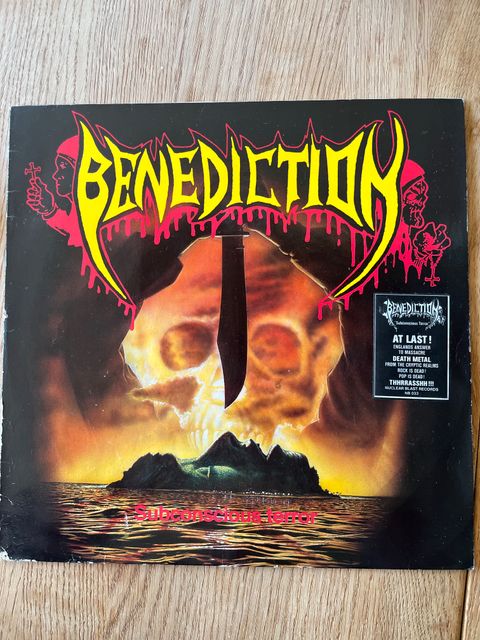 BENEDICTION
BENEDICTION
Subconscious Terror
AT LAST!
ENGLANDS ANSWER
TO MASSACRE
DEATH METAL
FROM THE CRYPTIC REALMS
ROCK IS DEAD!
POP IS DEAD!
THHRRASSHH!!!
NUCLEAR BLAST RECORDS
NB 033
Subconscious terror